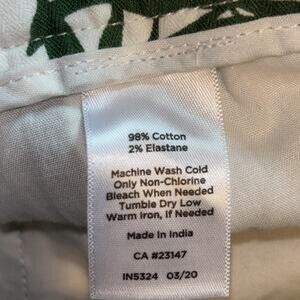 98% Cotton
2% Elastane
Machine Wash Cold
Only Non-Chlorine
Bleach When Needed
Tumble Dry Low
Warm Iron, If Needed
Made In India
CA #23147
IN5324 03/20